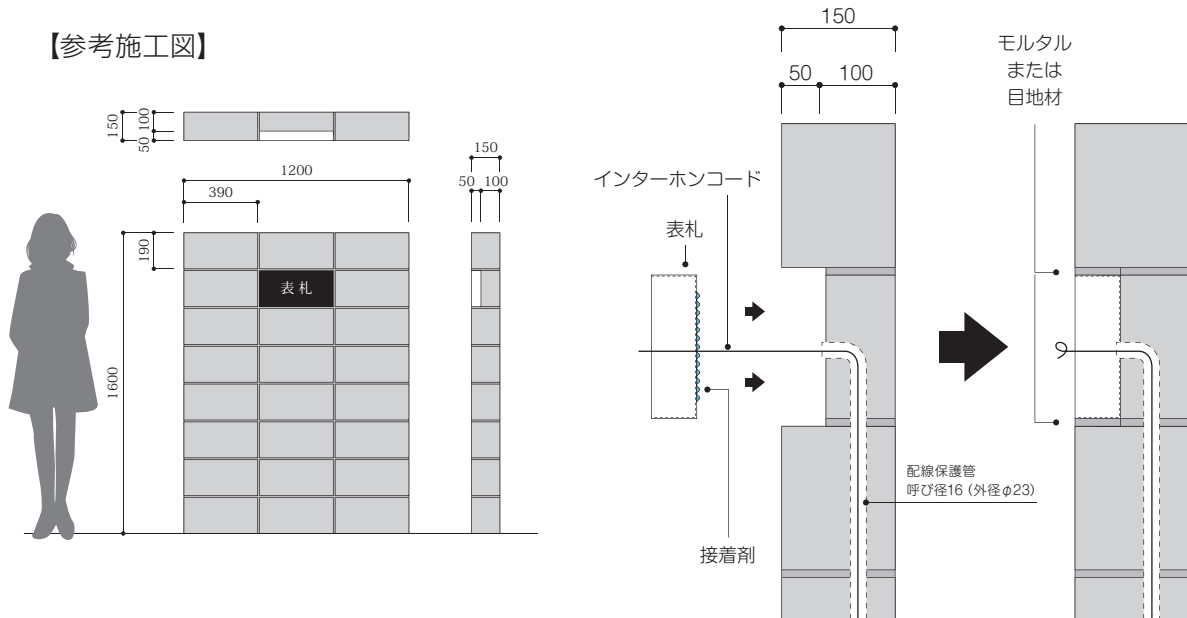 【参考施工図】
150
50
100
1200
390
190
1600
表 札
150
50
100
150
50
100
インターホンコード
表札
接着剤
配線保護管
呼び径16 (外径φ23)
モルタル
または
目地材